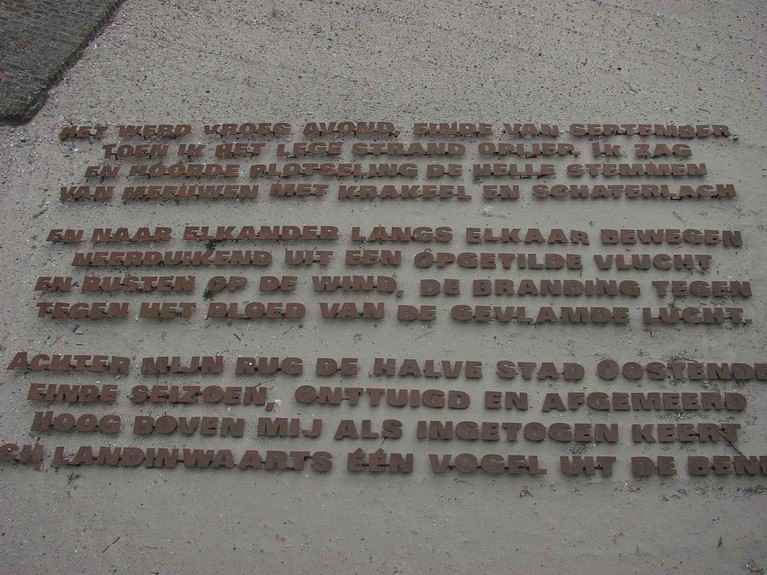 HET WERD VROEG AVOND, EINDE VAN SEPTEMBER,
TOEN IK HET LEGE STRAND OPLIEP. IK ZAG
EN HOORDE PLOTSELING DE HELLE STEMMEN
VAN MEEUWEN MET KRAKEEL EN SCHATERLACH
EN NAAR ELKANDER LANGS ELKAAR BEWEGEN
NEERDUIKEND UIT EEN OPGETILDE VLUCHT
EN RUSTEN OP DE WIND, DE BRANDING TEGEN
TEGEN HET BLOED VAN DE GEVLAMDE LUCHT.
ACHTER MIJN RUG DE HALVE STAD OOSTENDE
EINDE SEIZOEN, ONTTUIGD EN AFGEMEERD
HOOG BOVEN MIJ ALS INGETOGEN KEERT
LANDINWAARTS ÉÉN VOGEL UIT DE BEN